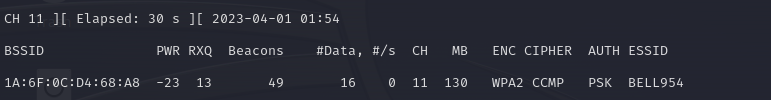 CH 11 ][ Elapsed: 30 s ][ 2023-04-01 01:54
BSSID PWR RXQ Beacons #Data, #/s CH MB ENC CIPHER AUTH ESSID
1A:6F:0C:D4:68:A8 -23 13 49 16 0 11 130 WPA2 CCMP PSK BELL954